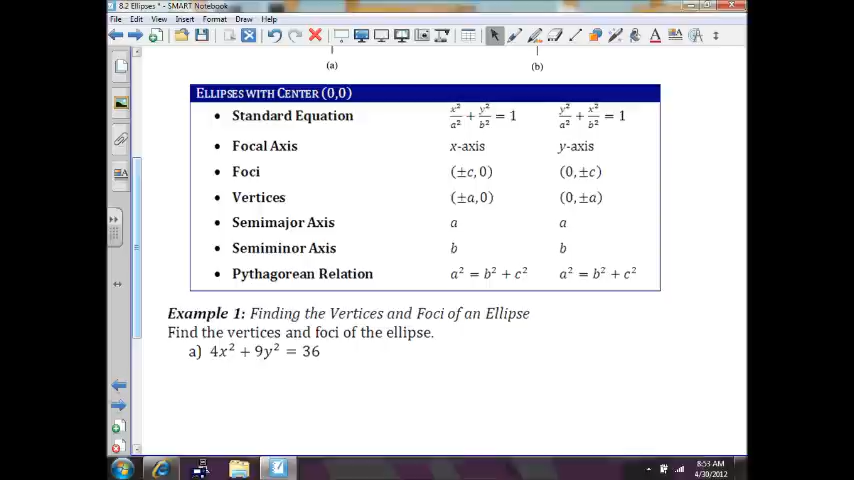 8.2 Ellipses * - SMART Notebook
File Edit View Insert Format Draw Help
(a) (b)
ELLIPSES WITH CENTER (0,0)
• Standard Equation x²/a² + y²/b² = 1 y²/a² + x²/b² = 1
• Focal Axis x-axis y-axis
• Foci (±c, 0) (0, ±c)
• Vertices (±a, 0) (0, ±a)
• Semimajor Axis a a
• Semiminor Axis b b
• Pythagorean Relation a² = b² + c² a² = b² + c²
Example 1: Finding the Vertices and Foci of an Ellipse
Find the vertices and foci of the ellipse.
a) 4x² + 9y² = 36
8:53 AM
4/30/2012